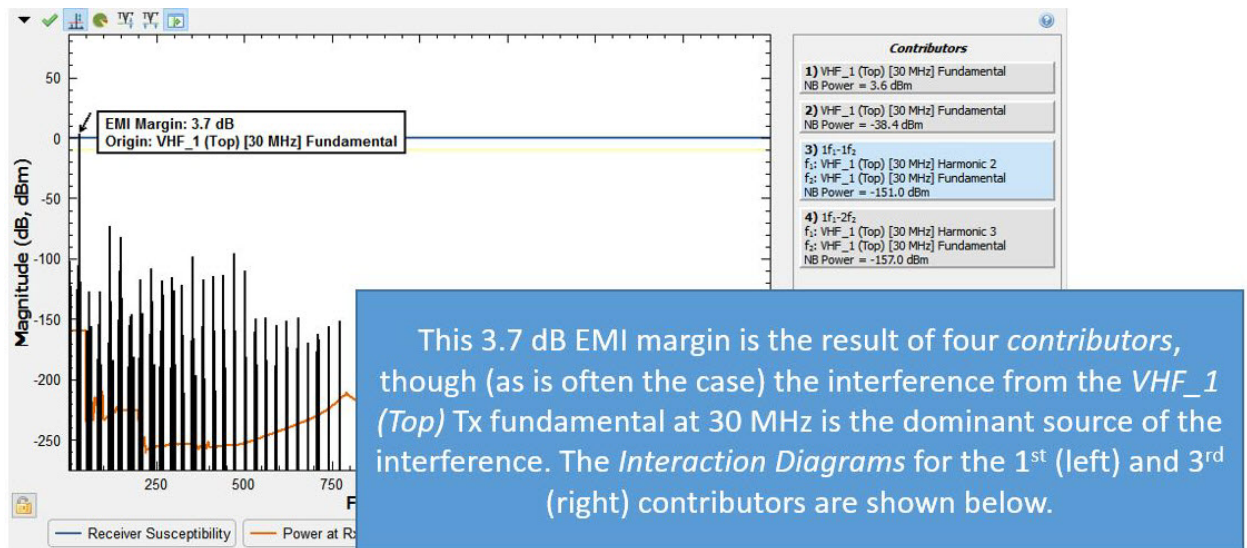 Contributors
1) VHF_1 (Top) [30 MHz] Fundamental
NB Power = 3.6 dBm
2) VHF_1 (Top) [30 MHz] Fundamental
NB Power = -38.4 dBm
3) 1f₁-1f₂
f₁: VHF_1 (Top) [30 MHz] Harmonic 2
f₂: VHF_1 (Top) [30 MHz] Fundamental
NB Power = -151.0 dBm
4) 1f₁-2f₂
f₁: VHF_1 (Top) [30 MHz] Harmonic 3
f₂: VHF_1 (Top) [30 MHz] Fundamental
NB Power = -157.0 dBm
Magnitude (dB, dBm)
50
0
-50
-100
-150
-200
-250
EMI Margin: 3.7 dB
Origin: VHF_1 (Top) [30 MHz] Fundamental
250
500
750
F
Receiver Susceptibility
Power at Rx
This 3.7 dB EMI margin is the result of four contributors,
though (as is often the case) the interference from the VHF_1
(Top) Tx fundamental at 30 MHz is the dominant source of the
interference. The Interaction Diagrams for the 1st (left) and 3rd
(right) contributors are shown below.